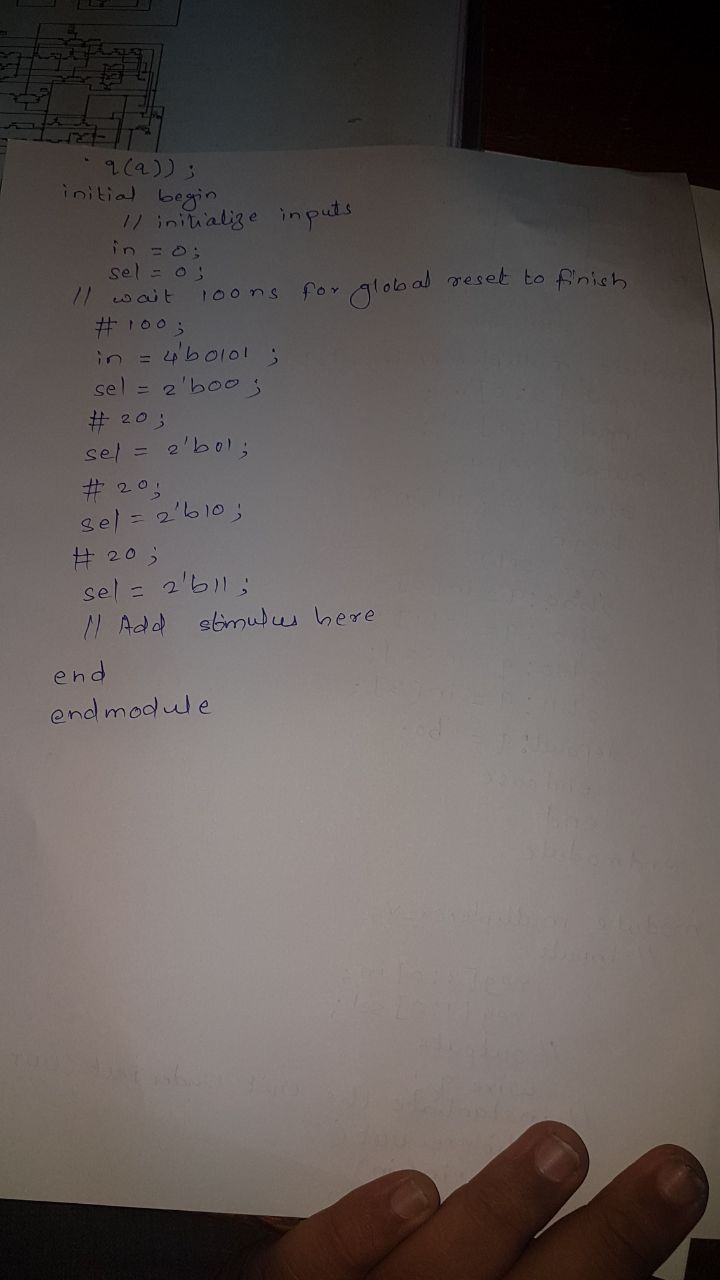 . q(q));
initial begin
// initialize inputs
in = 0;
sel = 0;
// wait 100ns for global reset to finish
# 100;
in = 4'b0101 ;
sel = 2'b00 ;
# 20 ;
sel = 2'b01;
# 20;
sel = 2'b10 ;
# 20 ;
sel = 2'b11 ;
// Add stimulus here
end
endmodule